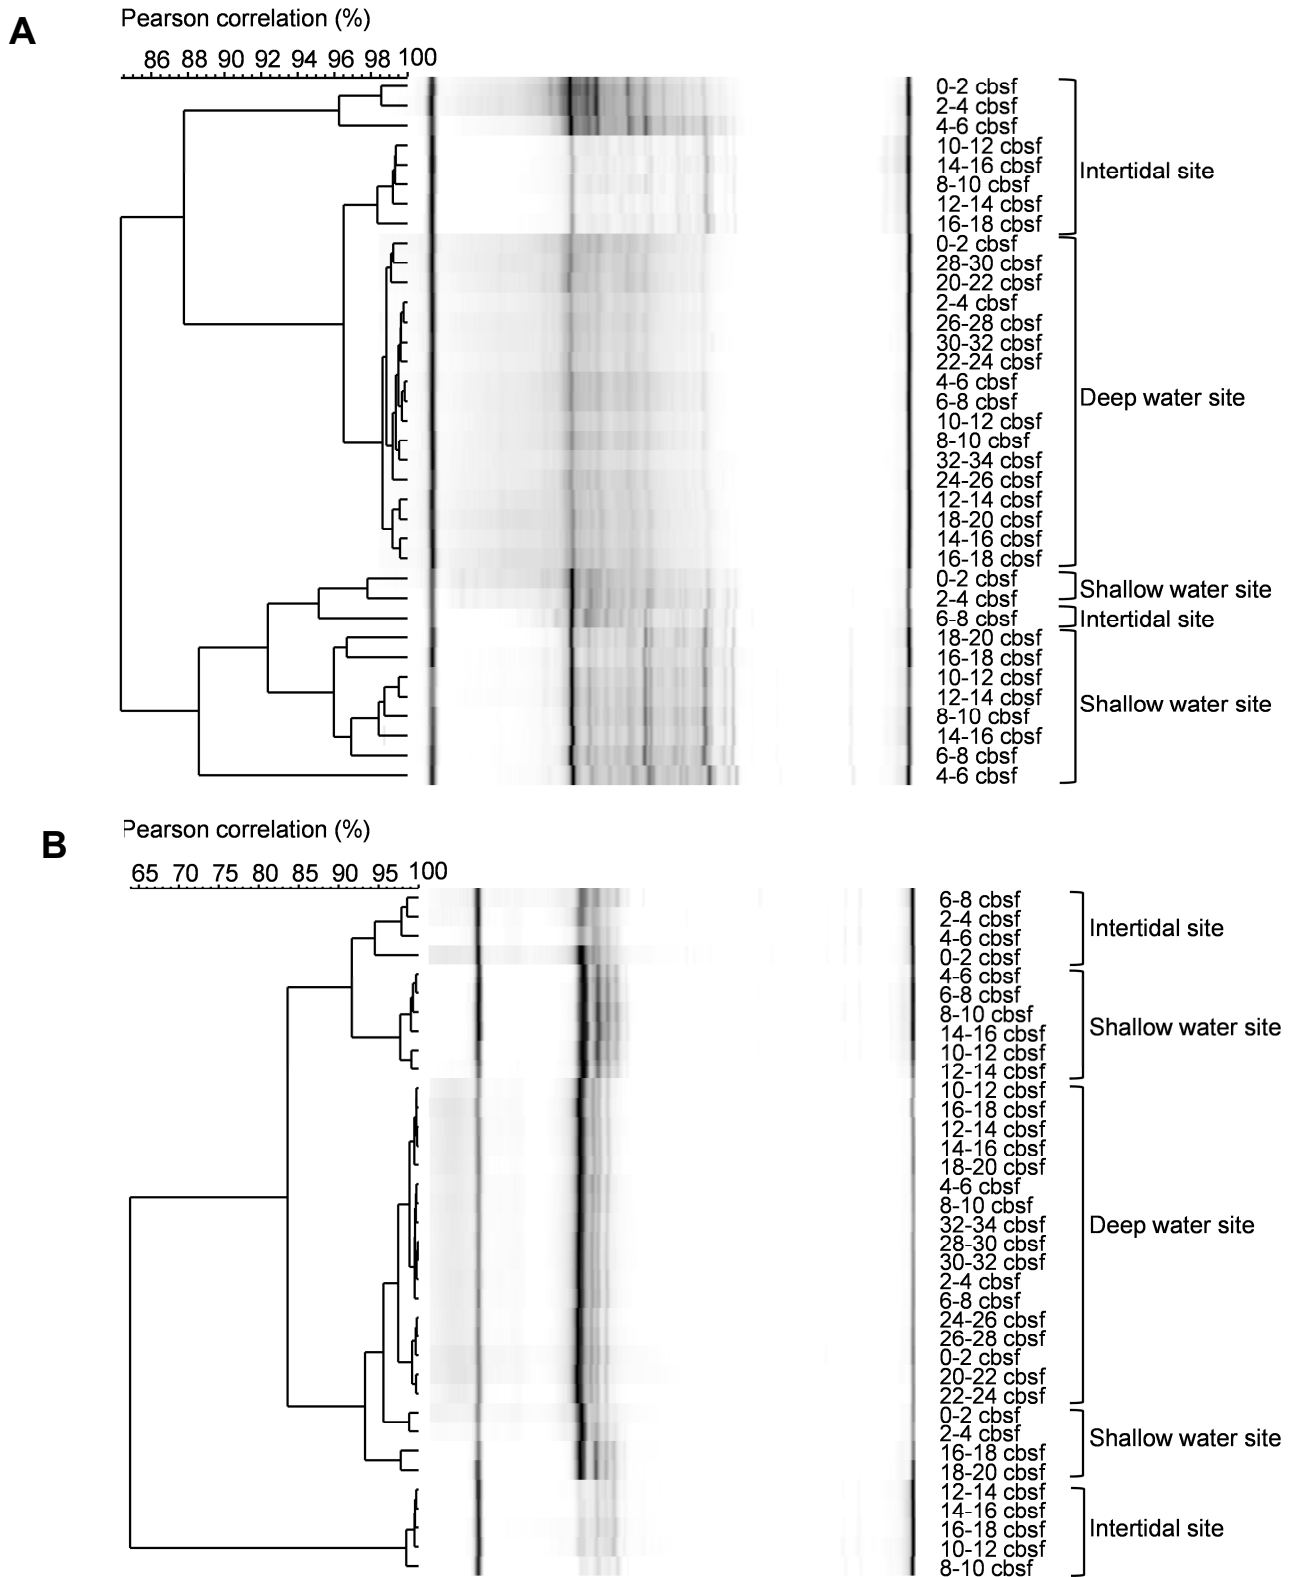 A
Pearson correlation (%)
86 88 90 92 94 96 98 100
0-2 cbsf
2-4 cbsf
4-6 cbsf
10-12 cbsf
14-16 cbsf
8-10 cbsf
12-14 cbsf
16-18 cbsf
Intertidal site
0-2 cbsf
28-30 cbsf
20-22 cbsf
2-4 cbsf
26-28 cbsf
30-32 cbsf
22-24 cbsf
4-6 cbsf
6-8 cbsf
10-12 cbsf
8-10 cbsf
32-34 cbsf
24-26 cbsf
12-14 cbsf
18-20 cbsf
14-16 cbsf
16-18 cbsf
Deep water site
0-2 cbsf
2-4 cbsf
Shallow water site
6-8 cbsf
Intertidal site
18-20 cbsf
16-18 cbsf
10-12 cbsf
12-14 cbsf
8-10 cbsf
14-16 cbsf
6-8 cbsf
4-6 cbsf
Shallow water site
B
Pearson correlation (%)
65 70 75 80 85 90 95 100
6-8 cbsf
2-4 cbsf
4-6 cbsf
0-2 cbsf
Intertidal site
4-6 cbsf
6-8 cbsf
8-10 cbsf
14-16 cbsf
10-12 cbsf
12-14 cbsf
Shallow water site
10-12 cbsf
16-18 cbsf
12-14 cbsf
14-16 cbsf
18-20 cbsf
4-6 cbsf
8-10 cbsf
32-34 cbsf
28-30 cbsf
30-32 cbsf
2-4 cbsf
6-8 cbsf
24-26 cbsf
26-28 cbsf
0-2 cbsf
20-22 cbsf
22-24 cbsf
Deep water site
0-2 cbsf
2-4 cbsf
16-18 cbsf
18-20 cbsf
Shallow water site
12-14 cbsf
14-16 cbsf
16-18 cbsf
10-12 cbsf
8-10 cbsf
Intertidal site